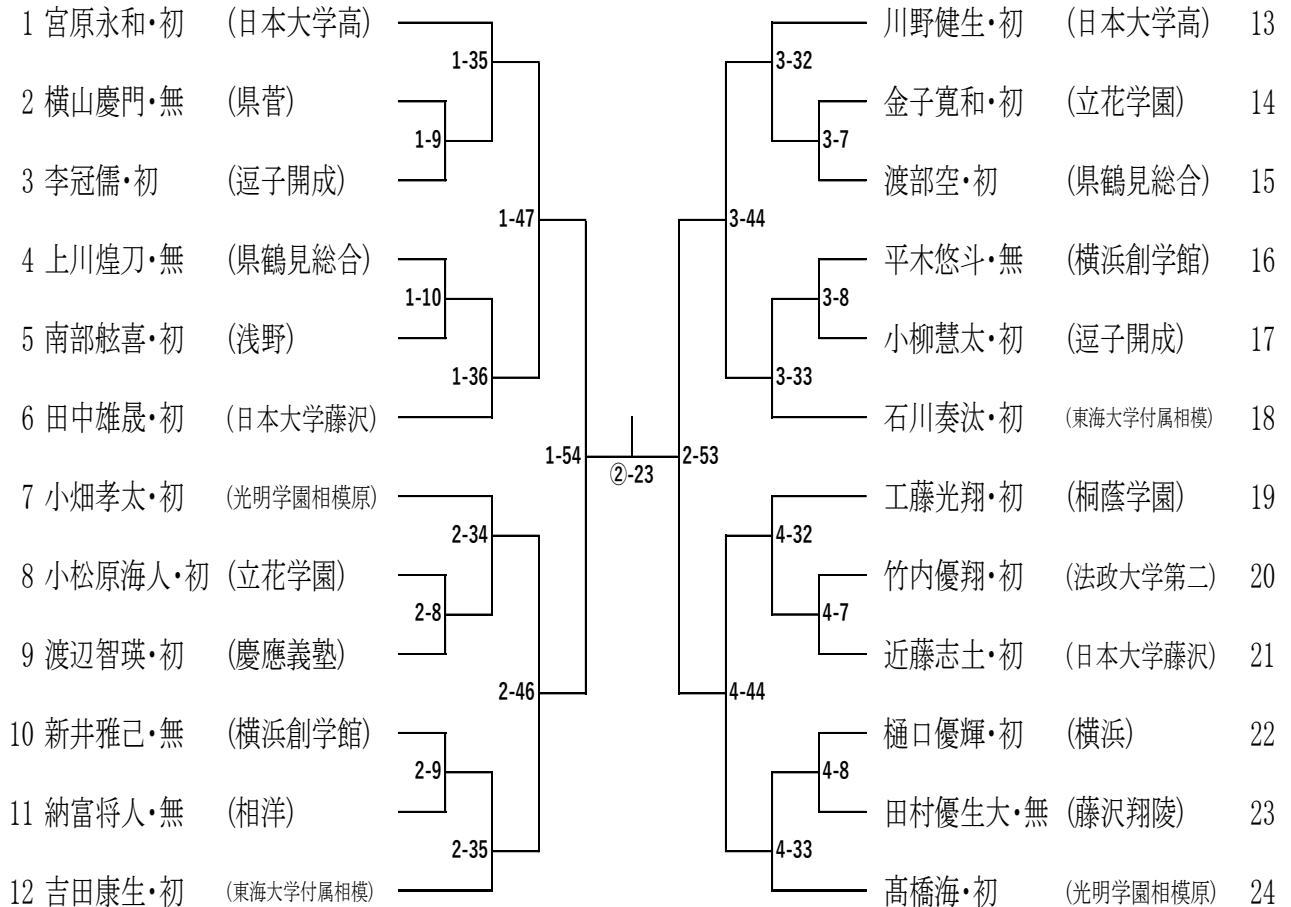 1 宮原永和・初 (日本大学高)
1-35
2 横山慶門・無 (県菅)
1-9
3 李冠儒・初 (逗子開成)
1-47
4 上川煌刀・無 (県鶴見総合)
1-10
5 南部舷喜・初 (浅野)
1-36
6 田中雄晟・初 (日本大学藤沢)
1-54
7 小畑孝太・初 (光明学園相模原)
2-34
8 小松原海人・初 (立花学園)
2-8
9 渡辺智瑛・初 (慶應義塾)
2-46
10 新井雅己・無 (横浜創学館)
2-9
11 納富将人・無 (相洋)
2-35
12 吉田康生・初 (東海大学付属相模)
②-23
川野健生・初 (日本大学高) 13
3-32
金子寛和・初 (立花学園) 14
3-7
渡部空・初 (県鶴見総合) 15
3-44
平木悠斗・無 (横浜創学館) 16
3-8
小柳慧太・初 (逗子開成) 17
3-33
石川奏汰・初 (東海大学付属相模) 18
2-53
工藤光翔・初 (桐蔭学園) 19
4-32
竹内優翔・初 (法政大学第二) 20
4-7
近藤志士・初 (日本大学藤沢) 21
4-44
樋口優輝・初 (横浜) 22
4-8
田村優生大・無 (藤沢翔陵) 23
4-33
髙橋海・初 (光明学園相模原) 24